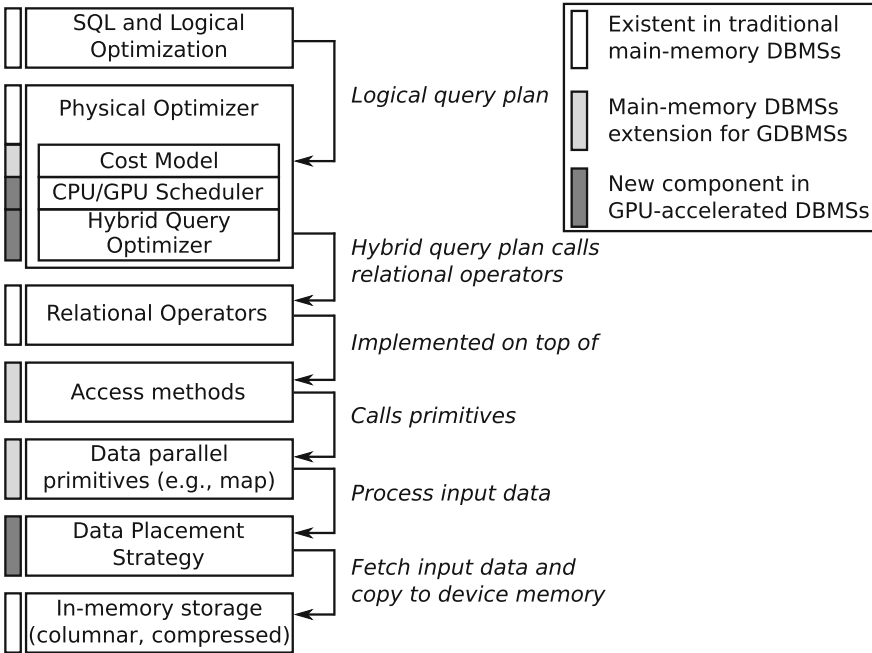 SQL and Logical
Optimization
Logical query plan
Physical Optimizer
Cost Model
CPU/GPU Scheduler
Hybrid Query
Optimizer
Hybrid query plan calls
relational operators
Relational Operators
Implemented on top of
Access methods
Calls primitives
Data parallel
primitives (e.g., map)
Process input data
Data Placement
Strategy
Fetch input data and
copy to device memory
In-memory storage
(columnar, compressed)
Existent in traditional
main-memory DBMSs
Main-memory DBMSs
extension for GDBMSs
New component in
GPU-accelerated DBMSs